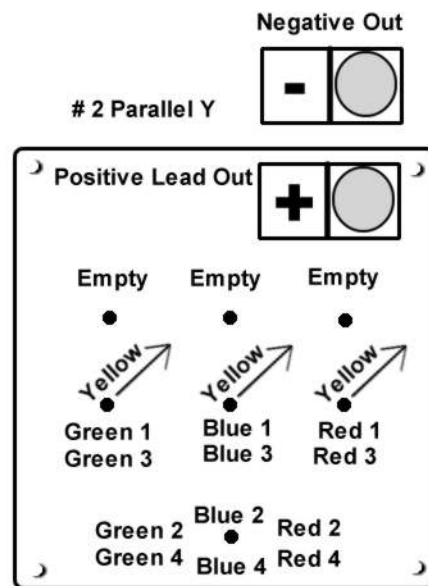 Negative Out
-
# 2 Parallel Y
Positive Lead Out
+
Empty Empty Empty
Yellow Yellow Yellow
Green 1 Blue 1 Red 1
Green 3 Blue 3 Red 3
Green 2 Blue 2 Red 2
Green 4 Blue 4 Red 4